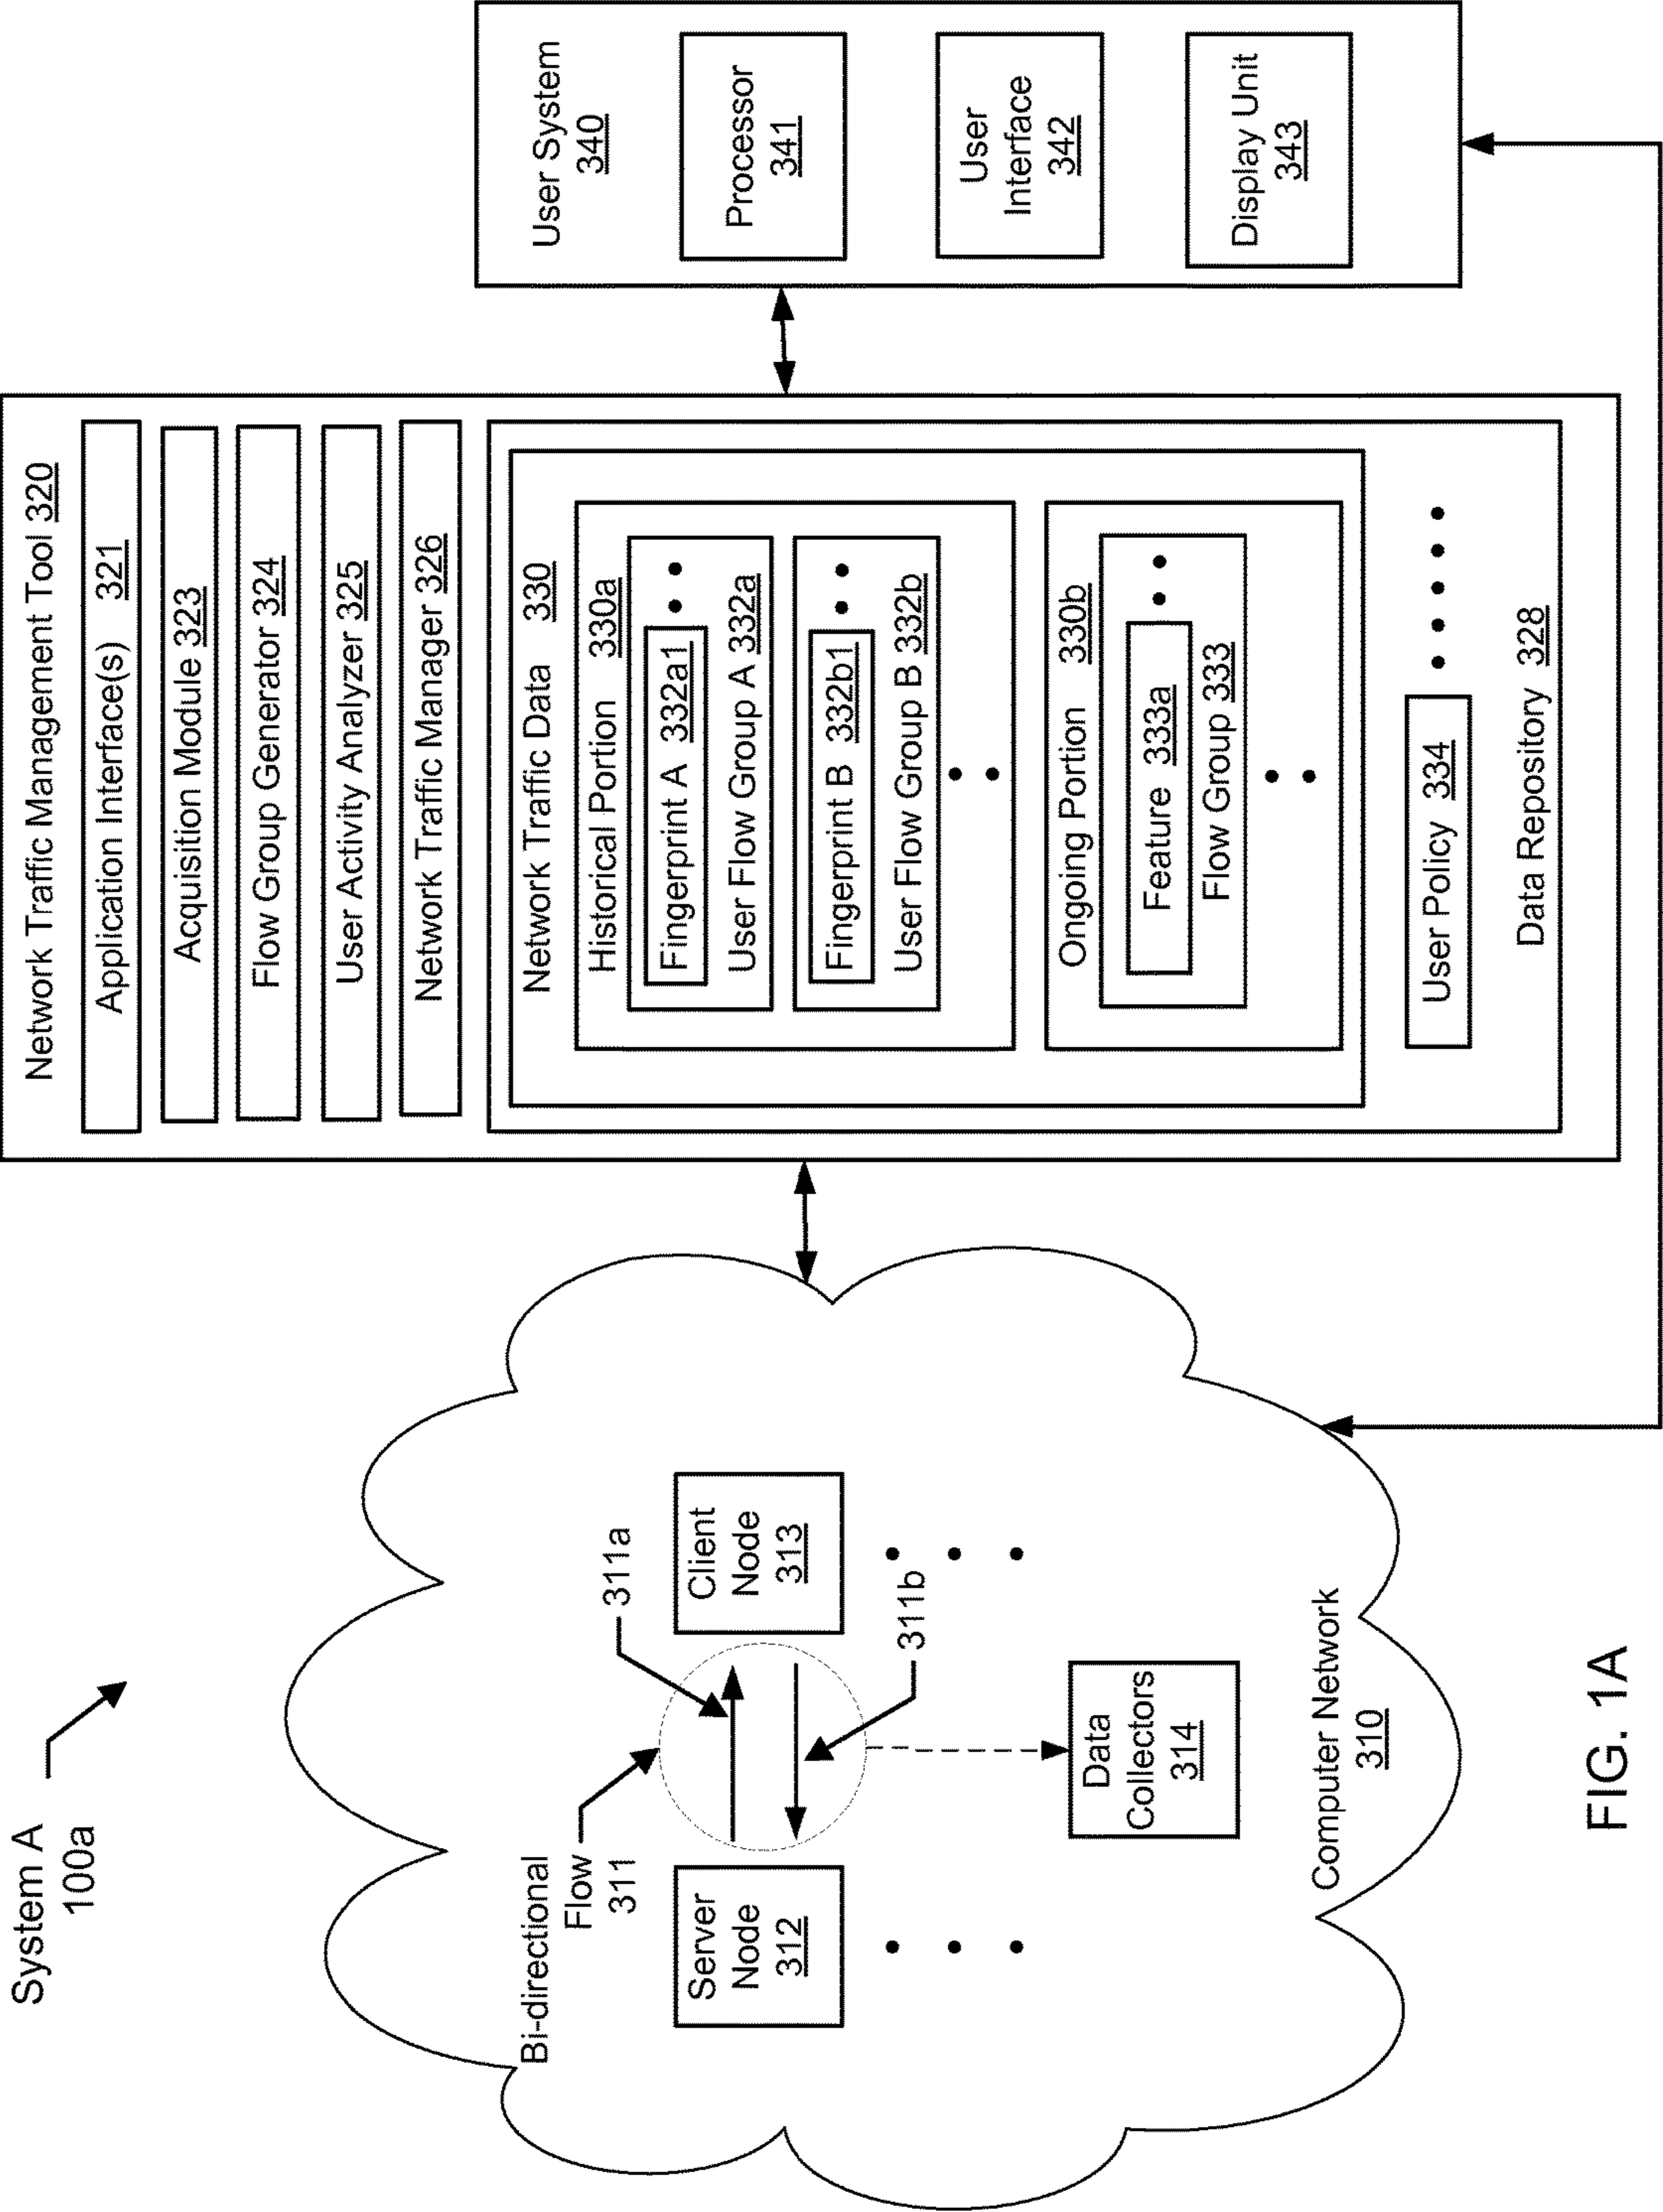 System A
100a
Bi-directional
Flow
311
311a
Server
Node
312
Client
Node
313
311b
Data
Collectors
314
Computer Network
310
Network Traffic Management Tool 320
Application Interface(s) 321
Acquisition Module 323
Flow Group Generator 324
User Activity Analyzer 325
Network Traffic Manager 326
Network Traffic Data 330
Historical Portion 330a
Fingerprint A 332a1
User Flow Group A 332a
Fingerprint B 332b1
User Flow Group B 332b
Ongoing Portion 330b
Feature 333a
Flow Group 333
User Policy 334
Data Repository 328
User System
340
Processor
341
User
Interface
342
Display Unit
343
FIG. 1A